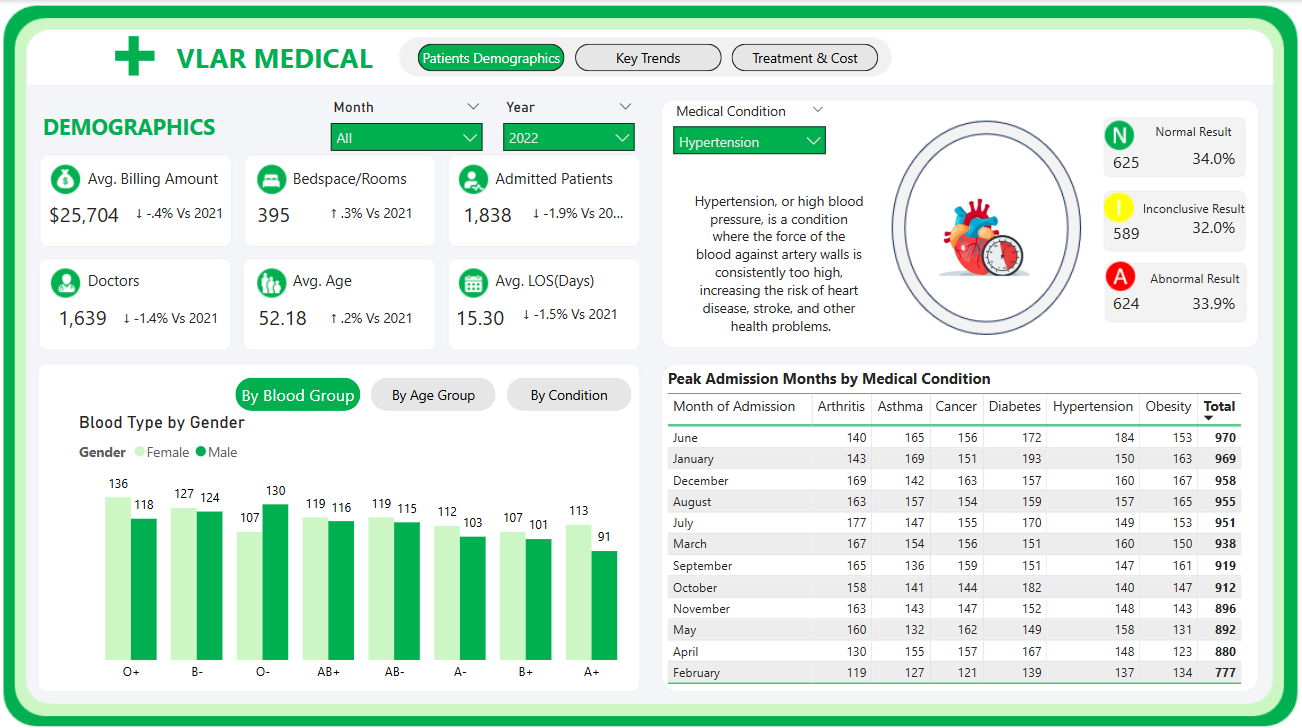 VLAR MEDICAL
Patients Demographics
Key Trends
Treatment & Cost
DEMOGRAPHICS
Month
All
Year
2022
Avg. Billing Amount
$25,704 ↓ -.4% Vs 2021
Bedspace/Rooms
395 ↑ .3% Vs 2021
Admitted Patients
1,838 ↓ -1.9% Vs 20...
Doctors
1,639 ↓ -1.4% Vs 2021
Avg. Age
52.18 ↑ .2% Vs 2021
Avg. LOS(Days)
15.30 ↓ -1.5% Vs 2021
Medical Condition
Hypertension
Hypertension, or high blood
pressure, is a condition
where the force of the
blood against artery walls is
consistently too high,
increasing the risk of heart
disease, stroke, and other
health problems.
N Normal Result
625 34.0%
I Inconclusive Result
589 32.0%
A Abnormal Result
624 33.9%
By Blood Group
By Age Group
By Condition
Blood Type by Gender
Gender Female Male
136 118 127 124 107 130 119 116 119 115 112 103 107 101 113 91
O+ B- O- AB+ AB- A- B+ A+
Peak Admission Months by Medical Condition
Month of Admission Arthritis Asthma Cancer Diabetes Hypertension Obesity Total
June 140 165 156 172 184 153 970
January 143 169 151 193 150 163 969
December 169 142 163 157 160 167 958
August 163 157 154 159 157 165 955
July 177 147 155 170 149 153 951
March 167 154 156 151 160 150 938
September 165 136 159 151 147 161 919
October 158 141 144 182 140 147 912
November 163 143 147 152 148 143 896
May 160 132 162 149 158 131 892
April 130 155 157 167 148 123 880
February 119 127 121 139 137 134 777